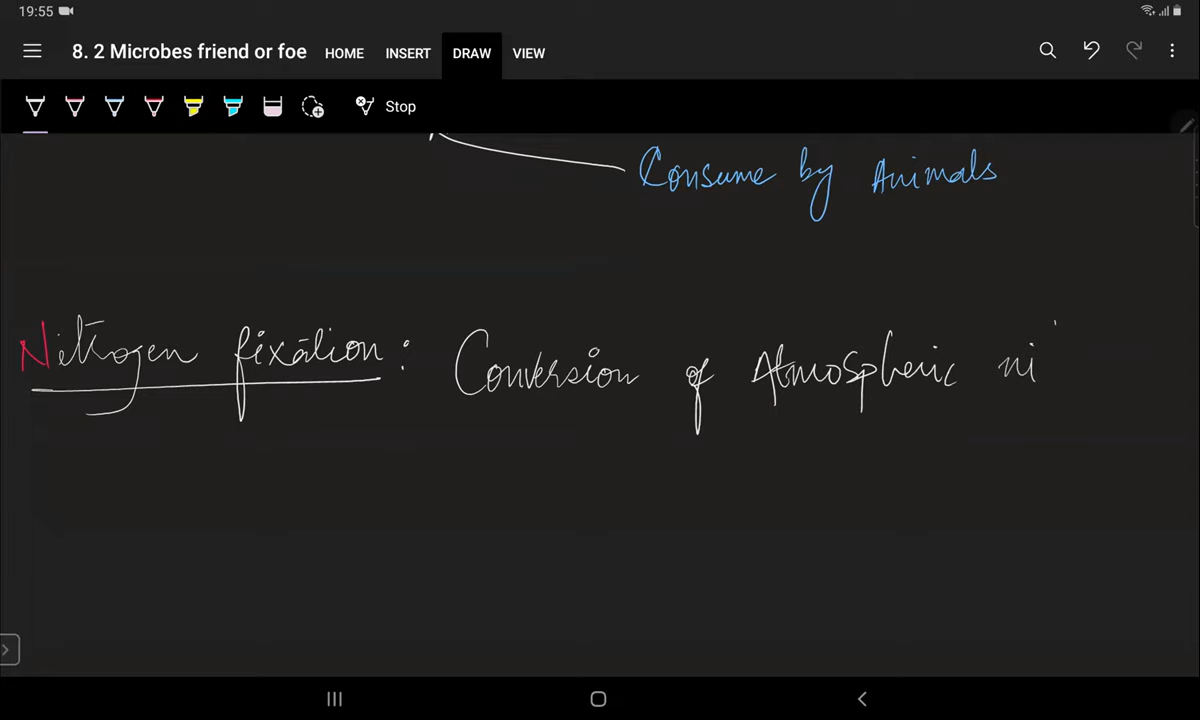 19:55
8. 2 Microbes friend or foe HOME INSERT DRAW VIEW
Stop
Consume by Animals
Nitrogen fixation : Conversion of Atmospheric ni